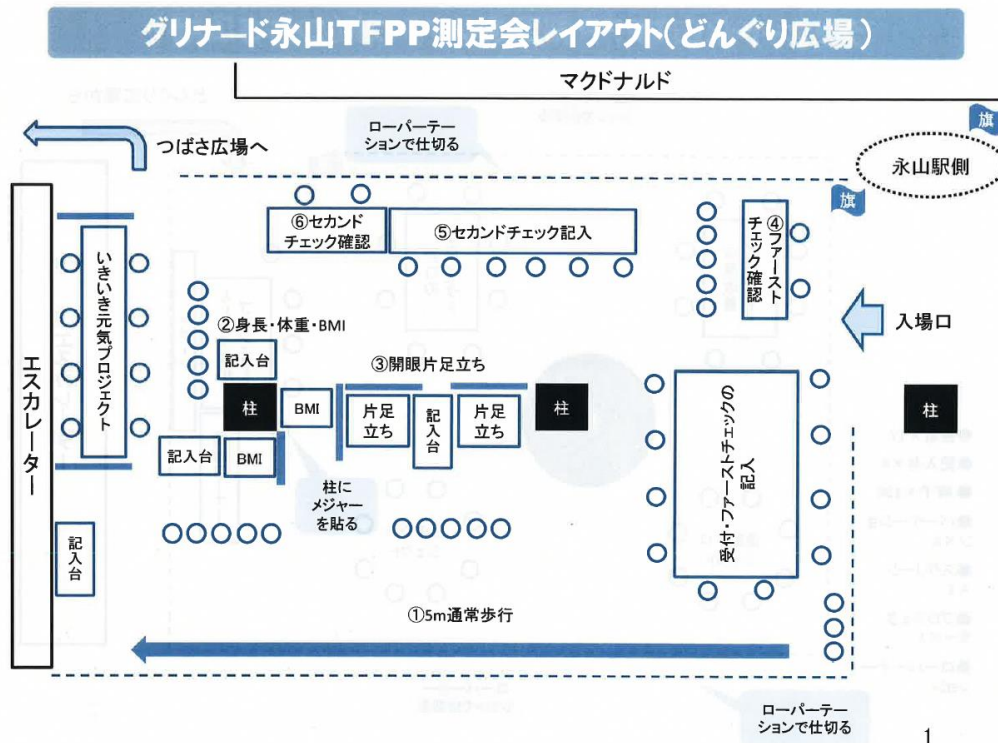 グリナード永山TFPP測定会レイアウト(どんぐり広場)
マクドナルド
旗
永山駅側
つばさ広場へ
ローパーテー
ションで仕切る
旗
⑥セカンド
チェック確認
⑤セカンドチェック記入
④ファースト
チェック確認
いきいき元気プロジェクト
エスカレーター
②身長・体重・BMI
記入台
③開眼片足立ち
入場口
柱
BMI
片足
立ち
記入台
片足
立ち
柱
柱
記入台
BMI
柱に
メジャー
を貼る
受付・ファーストチェックの
記入
記入台
①5m通常歩行
ローパーテー
ションで仕切る
1